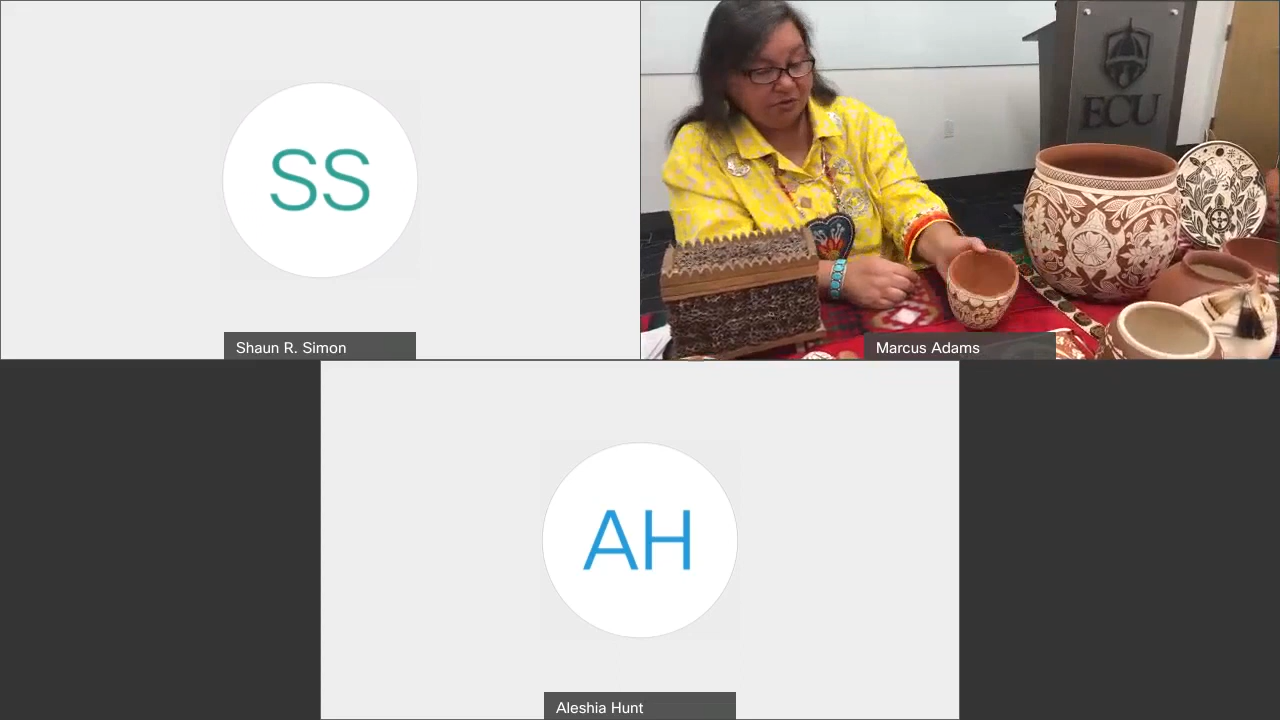 SS
Shaun R. Simon
ECU
Marcus Adams
AH
Aleshia Hunt